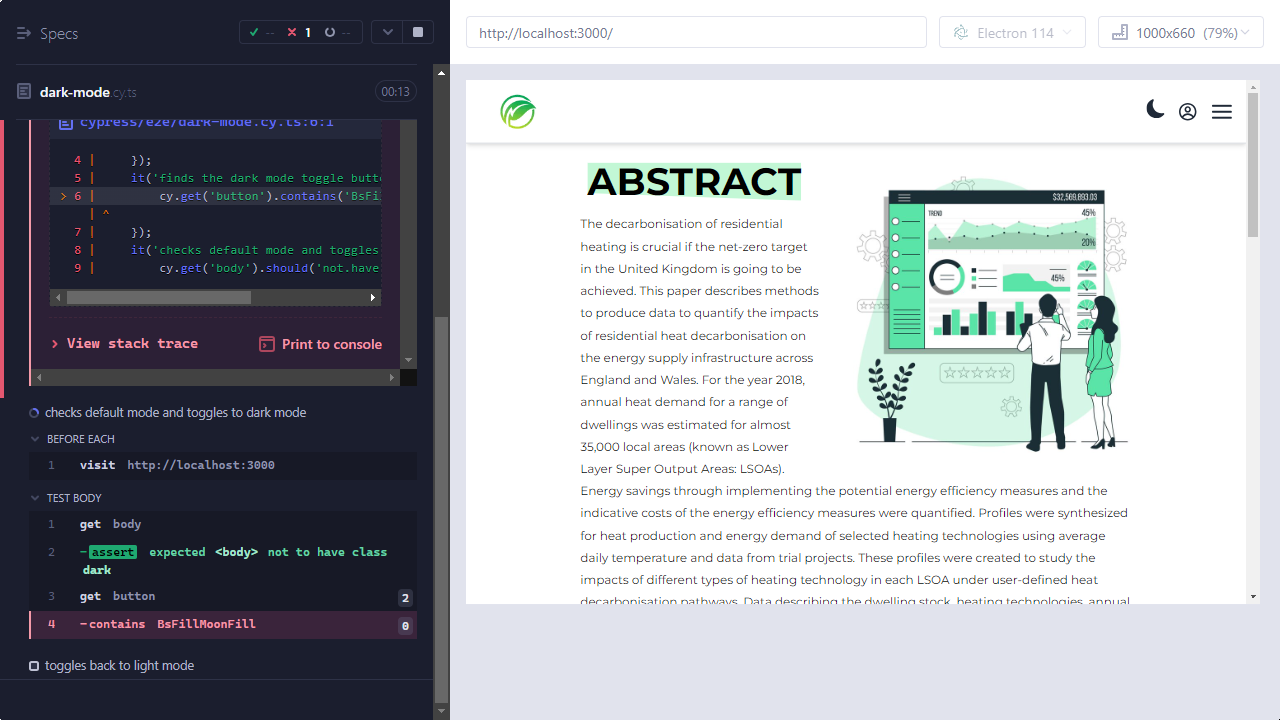 Specs
-- 1 --
dark-mode.cy.ts 00:13
cypress/e2e/dark-mode.cy.ts:6:1
4 | });
5 | it('finds the dark mode toggle butt
> 6 | cy.get('button').contains('BsFi
| ^
7 | });
8 | it('checks default mode and toggles
9 | cy.get('body').should('not.have
View stack trace Print to console
checks default mode and toggles to dark mode
BEFORE EACH
1 visit http://localhost:3000
TEST BODY
1 get body
2 -assert expected <body> not to have class
dark
3 get button 2
4 -contains BsFillMoonFill 0
toggles back to light mode
http://localhost:3000/ Electron 114 1000x660 (79%)
ABSTRACT
The decarbonisation of residential
heating is crucial if the net-zero target
in the United Kingdom is going to be
achieved. This paper describes methods
to produce data to quantify the impacts
of residential heat decarbonisation on
the energy supply infrastructure across
England and Wales. For the year 2018,
annual heat demand for a range of
dwellings was estimated for almost
35,000 local areas (known as Lower
Layer Super Output Areas: LSOAs).
Energy savings through implementing the potential energy efficiency measures and the
indicative costs of the energy efficiency measures were quantified. Profiles were synthesized
for heat production and energy demand of selected heating technologies using average
daily temperature and data from trial projects. These profiles were created to study the
impacts of different types of heating technology in each LSOA under user-defined heat
decarbonisation pathways. Data describing the dwelling stock, heating technologies, annual
$32,569,893.03
TREND 45%
20%
45%